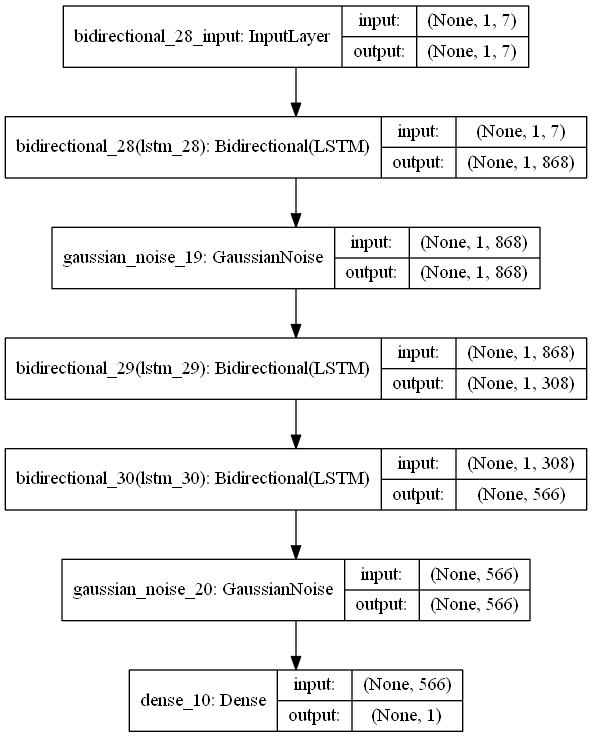 bidirectional_28_input: InputLayer
input: (None, 1, 7)
output: (None, 1, 7)
bidirectional_28(lstm_28): Bidirectional(LSTM)
input: (None, 1, 7)
output: (None, 1, 868)
gaussian_noise_19: GaussianNoise
input: (None, 1, 868)
output: (None, 1, 868)
bidirectional_29(lstm_29): Bidirectional(LSTM)
input: (None, 1, 868)
output: (None, 1, 308)
bidirectional_30(lstm_30): Bidirectional(LSTM)
input: (None, 1, 308)
output: (None, 566)
gaussian_noise_20: GaussianNoise
input: (None, 566)
output: (None, 566)
dense_10: Dense
input: (None, 566)
output: (None, 1)